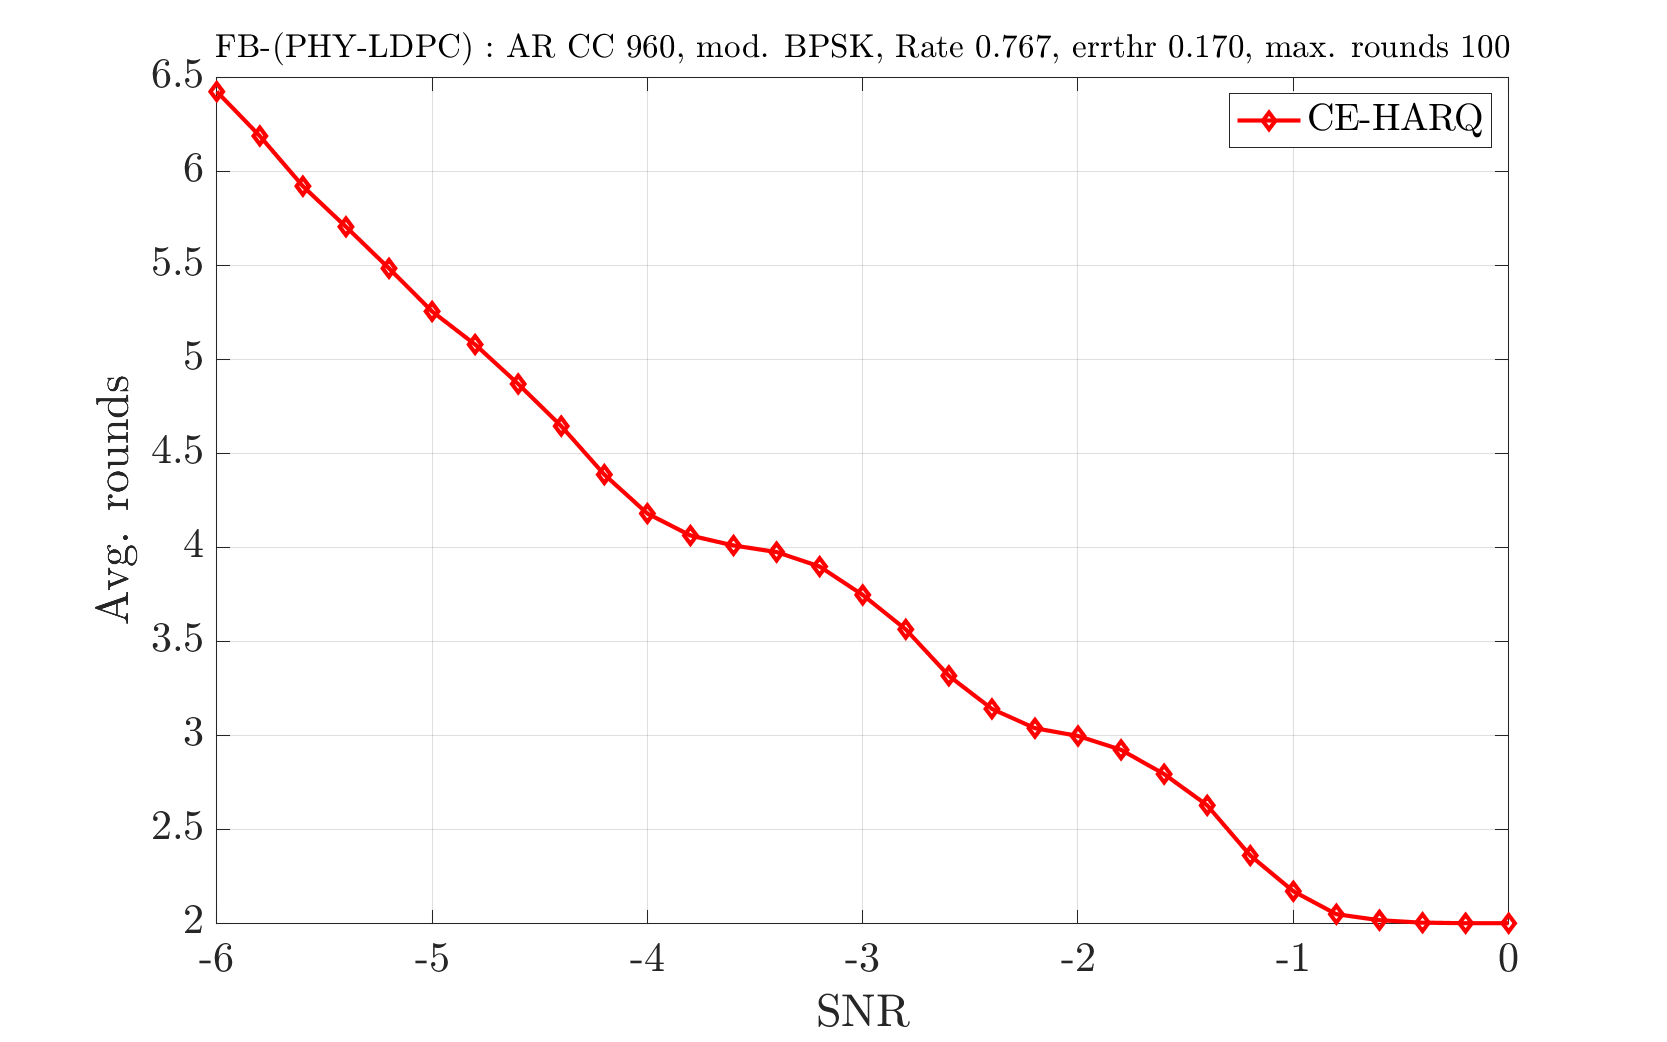 FB-(PHY-LDPC) : AR CC 960, mod. BPSK, Rate 0.767, errthr 0.170, max. rounds 100
CE-HARQ
6.5
6
5.5
5
4.5
4
3.5
3
2.5
2
Avg. rounds
-6 -5 -4 -3 -2 -1 0
SNR